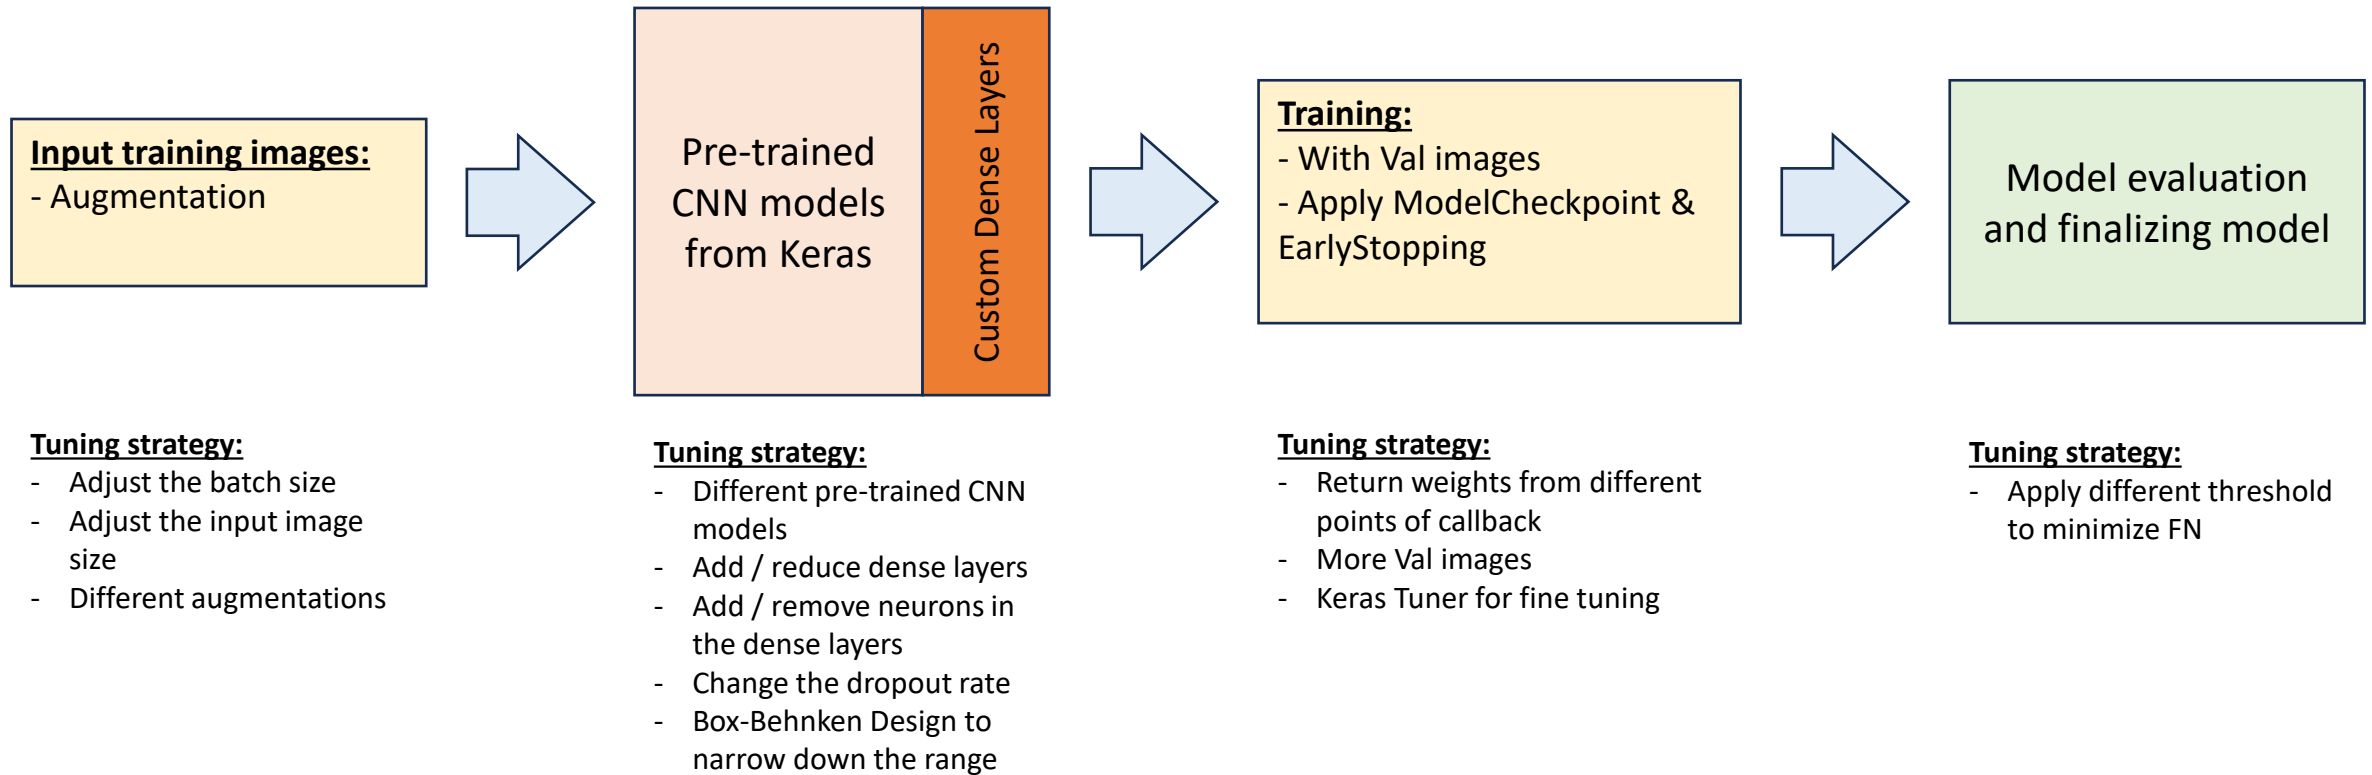 Input training images:
- Augmentation
Pre-trained
CNN models
from Keras
Custom Dense Layers
Training:
- With Val images
- Apply ModelCheckpoint &
EarlyStopping
Model evaluation
and finalizing model
Tuning strategy:
- Adjust the batch size
- Adjust the input image
size
- Different augmentations
Tuning strategy:
- Different pre-trained CNN
models
- Add / reduce dense layers
- Add / remove neurons in
the dense layers
- Change the dropout rate
- Box-Behnken Design to
narrow down the range
Tuning strategy:
- Return weights from different
points of callback
- More Val images
- Keras Tuner for fine tuning
Tuning strategy:
- Apply different threshold
to minimize FN